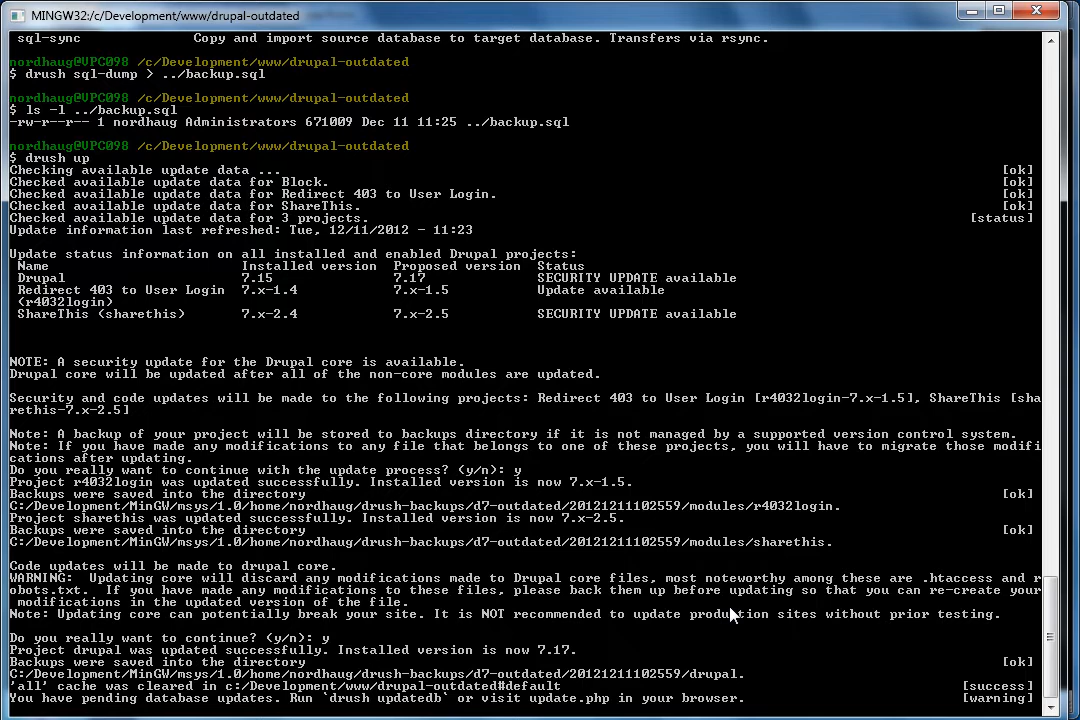 MINGW32:/c/Development/www/drupal-outdated
sql-sync Copy and import source database to target database. Transfers via rsync.
nordhaug@VPC098 /c/Development/www/drupal-outdated
$ drush sql-dump > ../backup.sql
nordhaug@VPC098 /c/Development/www/drupal-outdated
$ ls -l ../backup.sql
-rw-r--r-- 1 nordhaug Administrators 671009 Dec 11 11:25 ../backup.sql
nordhaug@VPC098 /c/Development/www/drupal-outdated
$ drush up
Checking available update data ... [ok]
Checked available update data for Block. [ok]
Checked available update data for Redirect 403 to User Login. [ok]
Checked available update data for ShareThis. [ok]
Checked available update data for 3 projects. [status]
Update information last refreshed: Tue, 12/11/2012 - 11:23
Update status information on all installed and enabled Drupal projects:
Name Installed version Proposed version Status
Drupal 7.15 7.17 SECURITY UPDATE available
Redirect 403 to User Login 7.x-1.4 7.x-1.5 Update available
(r4032login)
ShareThis (sharethis) 7.x-2.4 7.x-2.5 SECURITY UPDATE available
NOTE: A security update for the Drupal core is available.
Drupal core will be updated after all of the non-core modules are updated.
Security and code updates will be made to the following projects: Redirect 403 to User Login [r4032login-7.x-1.5], ShareThis [sha
rethis-7.x-2.5]
Note: A backup of your project will be stored to backups directory if it is not managed by a supported version control system.
Note: If you have made any modifications to any file that belongs to one of these projects, you will have to migrate those modifi
cations after updating.
Do you really want to continue with the update process? (y/n): y
Project r4032login was updated successfully. Installed version is now 7.x-1.5.
Backups were saved into the directory [ok]
C:/Development/MinGW/msys/1.0/home/nordhaug/drush-backups/d7-outdated/20121211102559/modules/r4032login.
Project sharethis was updated successfully. Installed version is now 7.x-2.5.
Backups were saved into the directory [ok]
C:/Development/MinGW/msys/1.0/home/nordhaug/drush-backups/d7-outdated/20121211102559/modules/sharethis.
Code updates will be made to drupal core.
WARNING:  Updating core will discard any modifications made to Drupal core files, most noteworthy among these are .htaccess and r
obots.txt.  If you have made any modifications to these files, please back them up before updating so that you can re-create your
modifications in the updated version of the file.
Note: Updating core can potentially break your site. It is NOT recommended to update production sites without prior testing.
Do you really want to continue? (y/n): y
Project drupal was updated successfully. Installed version is now 7.17.
Backups were saved into the directory [ok]
C:/Development/MinGW/msys/1.0/home/nordhaug/drush-backups/d7-outdated/20121211102559/drupal.
'all' cache was cleared in c:/Development/www/drupal-outdated#default [success]
You have pending database updates. Run `drush updatedb` or visit update.php in your browser. [warning]